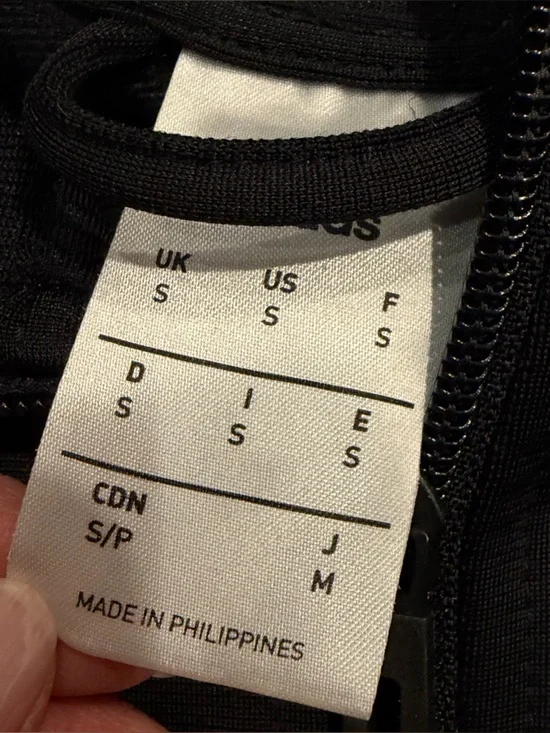 UK US F
S S S
D I E
S S S
CDN J
S/P M
MADE IN PHILIPPINES